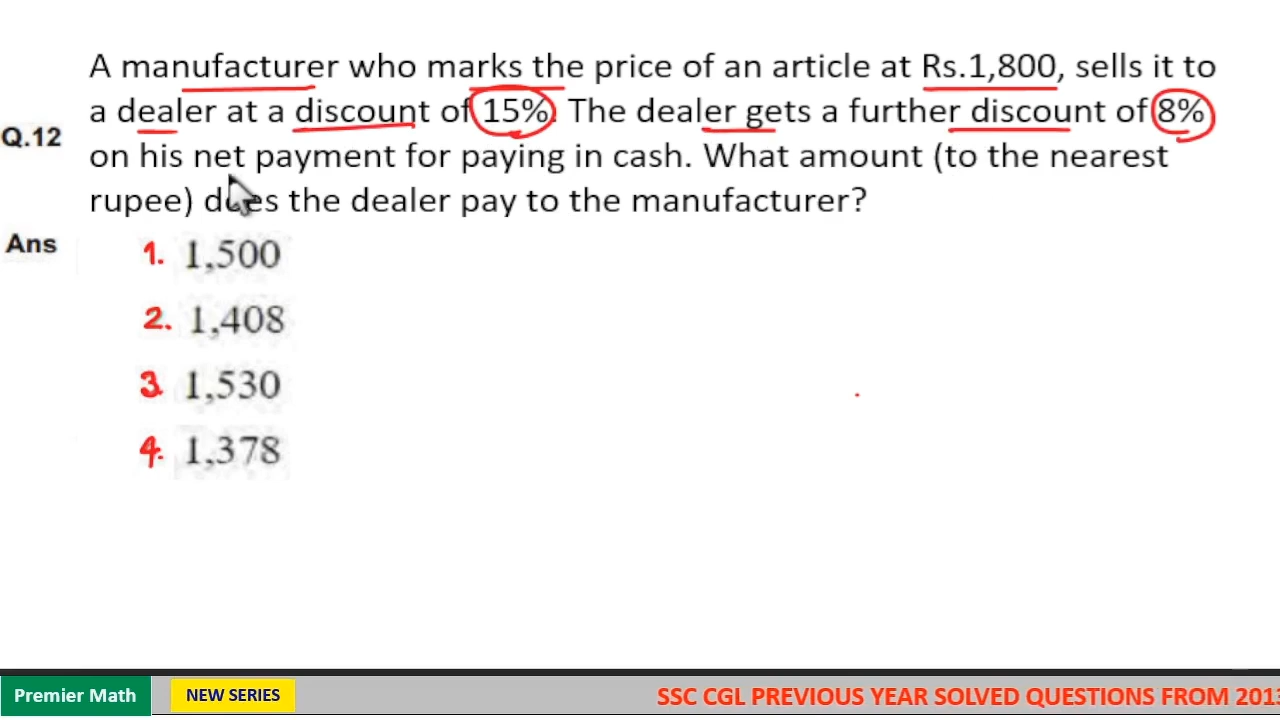 A manufacturer who marks the price of an article at Rs.1,800, sells it to
a dealer at a discount of 15%. The dealer gets a further discount of 8%
Q.12
on his net payment for paying in cash. What amount (to the nearest
rupee) does the dealer pay to the manufacturer?
Ans
1. 1,500
2. 1,408
3 1,530
4. 1,378
Premier Math NEW SERIES SSC CGL PREVIOUS YEAR SOLVED QUESTIONS FROM 2013